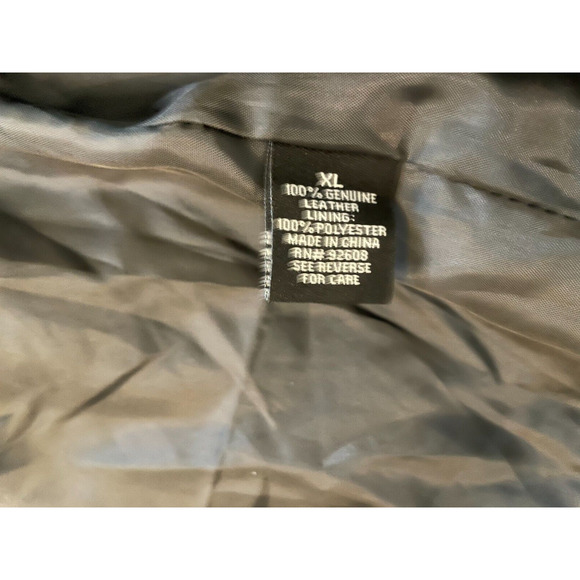 XL
100% GENUINE
LEATHER
LINING:
100% POLYESTER
MADE IN CHINA
RN# 92608
SEE REVERSE
FOR CARE